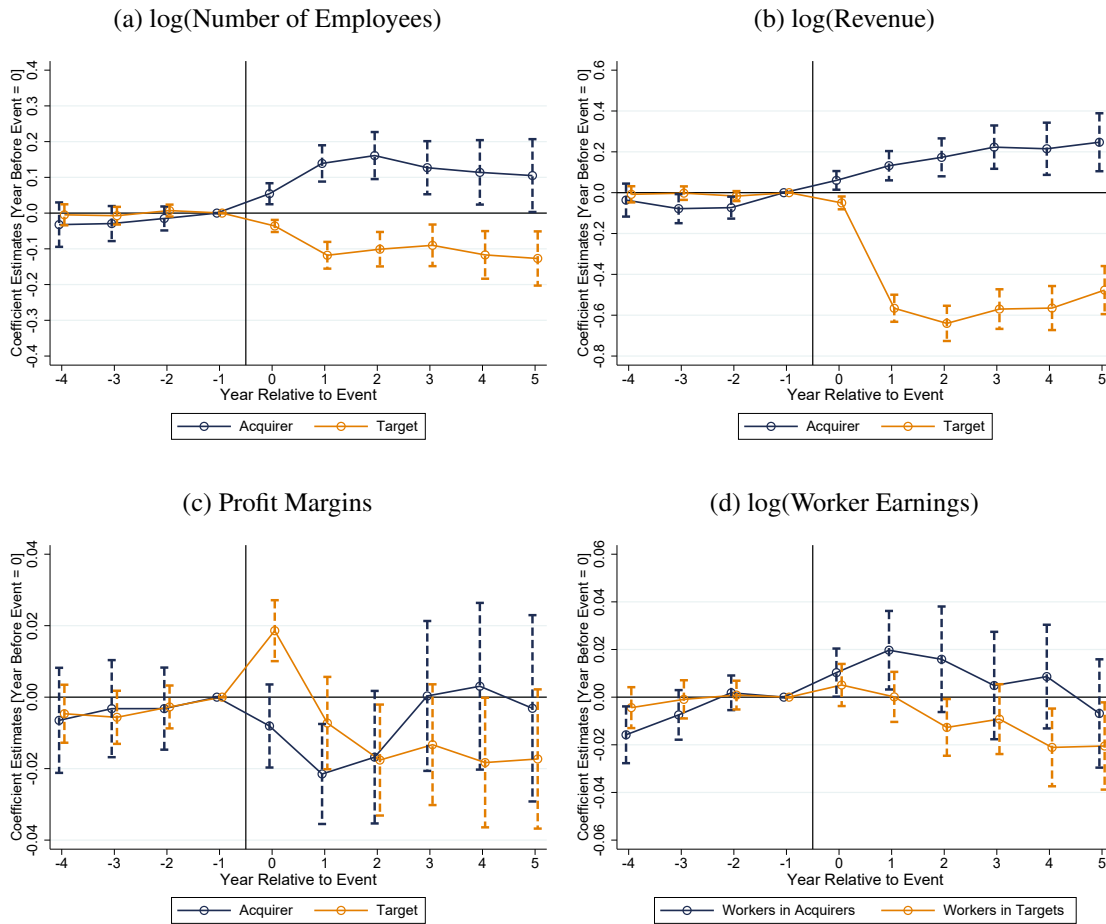 (a) log(Number of Employees)
Coefficient Estimates [Year Before Event = 0]
0.4
0.3
0.2
0.1
0.0
-0.1
-0.2
-0.3
-0.4
-4 -3 -2 -1 0 1 2 3 4 5
Year Relative to Event
Acquirer Target
(b) log(Revenue)
Coefficient Estimates [Year Before Event = 0]
0.6
0.4
0.2
0.0
-0.2
-0.4
-0.6
-0.8
-4 -3 -2 -1 0 1 2 3 4 5
Year Relative to Event
Acquirer Target
(c) Profit Margins
Coefficient Estimates [Year Before Event = 0]
0.04
0.02
0.00
-0.02
-0.04
-4 -3 -2 -1 0 1 2 3 4 5
Year Relative to Event
Acquirer Target
(d) log(Worker Earnings)
Coefficient Estimates [Year Before Event = 0]
0.06
0.04
0.02
0.00
-0.02
-0.04
-0.06
-4 -3 -2 -1 0 1 2 3 4 5
Year Relative to Event
Workers in Acquirers Workers in Targets